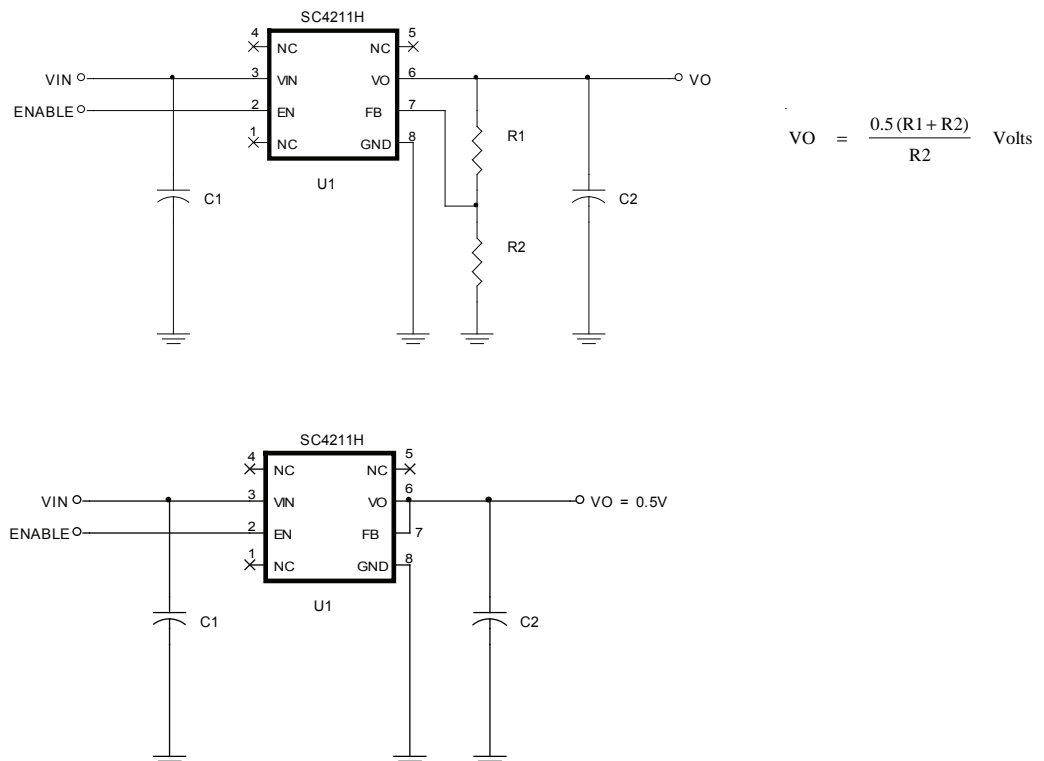 SC4211H
4 NC NC 5
VIN 3 VIN VO 6 VO
ENABLE 2 EN FB 7
1 NC GND 8
R1
U1
C1
C2
R2
VO = 0.5 (R1 + R2) / R2 Volts
SC4211H
4 NC NC 5
VIN 3 VIN VO 6 VO = 0.5V
ENABLE 2 EN FB 7
1 NC GND 8
U1
C1
C2